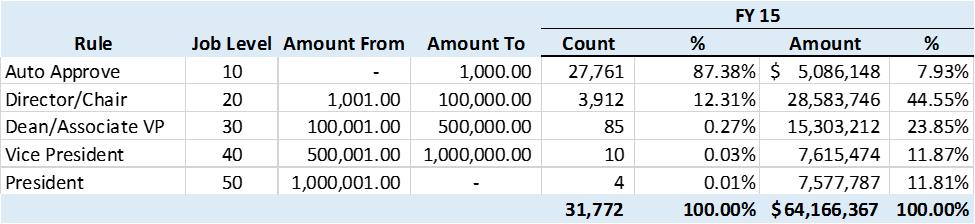 FY 15
Rule Job Level Amount From Amount To Count % Amount %
Auto Approve 10 - 1,000.00 27,761 87.38% $ 5,086,148 7.93%
Director/Chair 20 1,001.00 100,000.00 3,912 12.31% 28,583,746 44.55%
Dean/Associate VP 30 100,001.00 500,000.00 85 0.27% 15,303,212 23.85%
Vice President 40 500,001.00 1,000,000.00 10 0.03% 7,615,474 11.87%
President 50 1,000,001.00 - 4 0.01% 7,577,787 11.81%
31,772 100.00% $64,166,367 100.00%